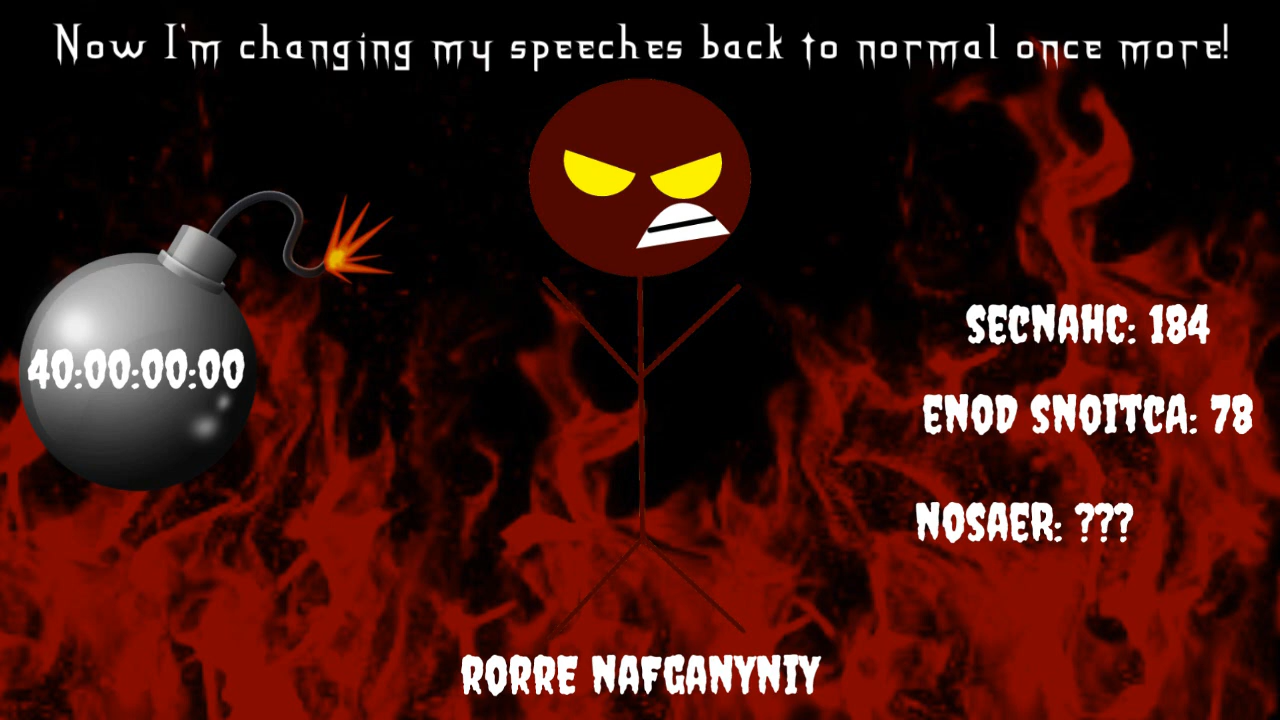 Now I'm changing my speeches back to normal once more!
40:00:00:00
SECNAHC: 184
ENOD SNOITCA: 78
NOSAER: ???
RORRE NAFGANYNIY